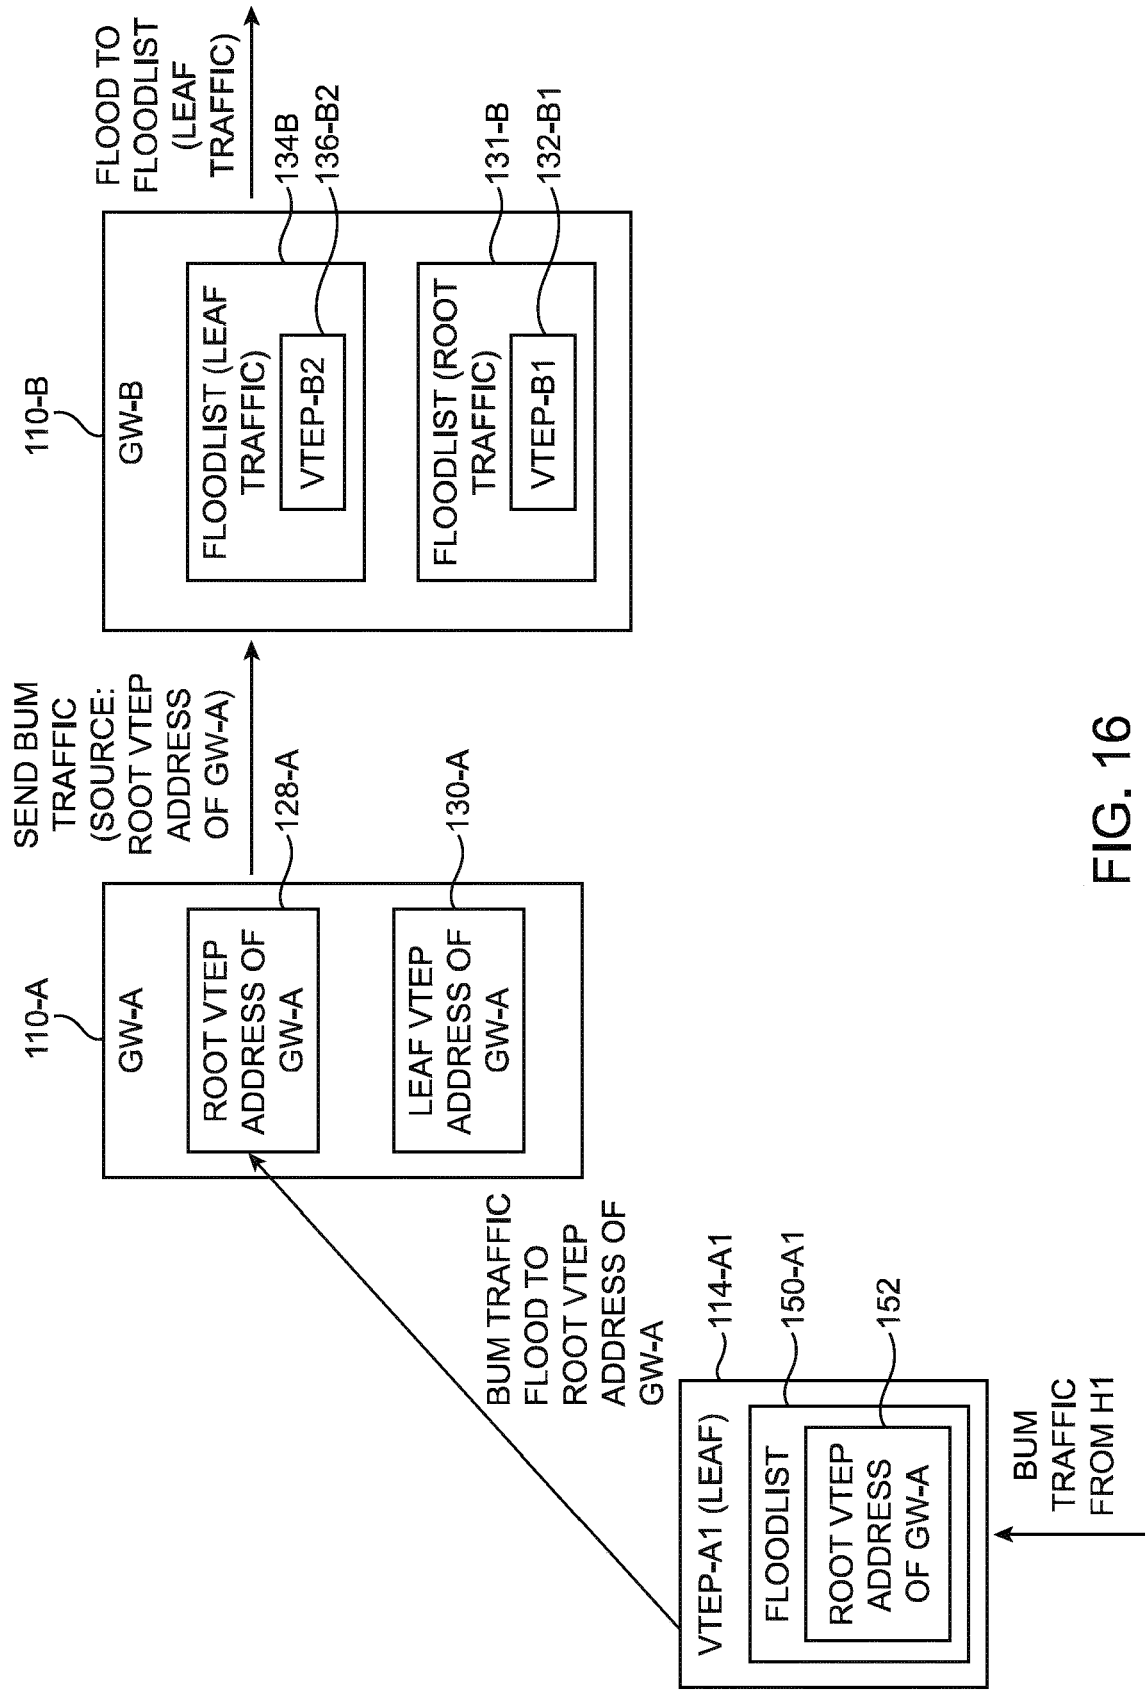 BUM
TRAFFIC
FROM H1
VTEP-A1 (LEAF)
FLOODLIST
ROOT VTEP
ADDRESS
OF GW-A
114-A1
150-A1
152
BUM TRAFFIC
FLOOD TO
ROOT VTEP
ADDRESS OF
GW-A
110-A
GW-A
ROOT VTEP
ADDRESS OF
GW-A
128-A
LEAF VTEP
ADDRESS OF
GW-A
130-A
SEND BUM
TRAFFIC
(SOURCE:
ROOT VTEP
ADDRESS
OF GW-A)
110-B
GW-B
FLOODLIST (LEAF
TRAFFIC)
VTEP-B2
134B
136-B2
FLOODLIST (ROOT
TRAFFIC)
VTEP-B1
131-B
132-B1
FLOOD TO
FLOODLIST
(LEAF
TRAFFIC)
FIG. 16